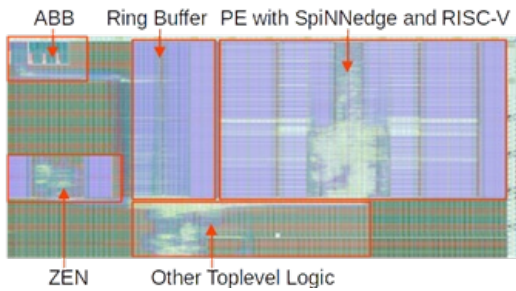 ABB
Ring Buffer
PE with SpiNNedge and RISC-V
ZEN
Other Toplevel Logic